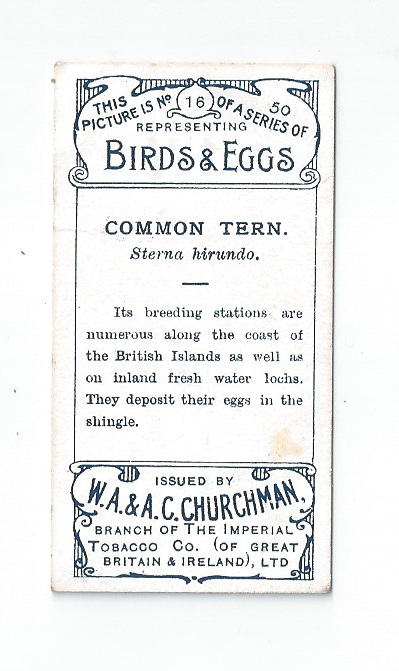 THIS PICTURE IS No 16 OF A SERIES OF 50
REPRESENTING
BIRDS & EGGS
COMMON TERN.
Sterna hirundo.
Its breeding stations are
numerous along the coast of
the British Islands as well as
on inland fresh water lochs.
They deposit their eggs in the
shingle.
ISSUED BY
W.A. & A.C. CHURCHMAN,
BRANCH OF THE IMPERIAL
TOBACCO CO. (OF GREAT
BRITAIN & IRELAND), LTD